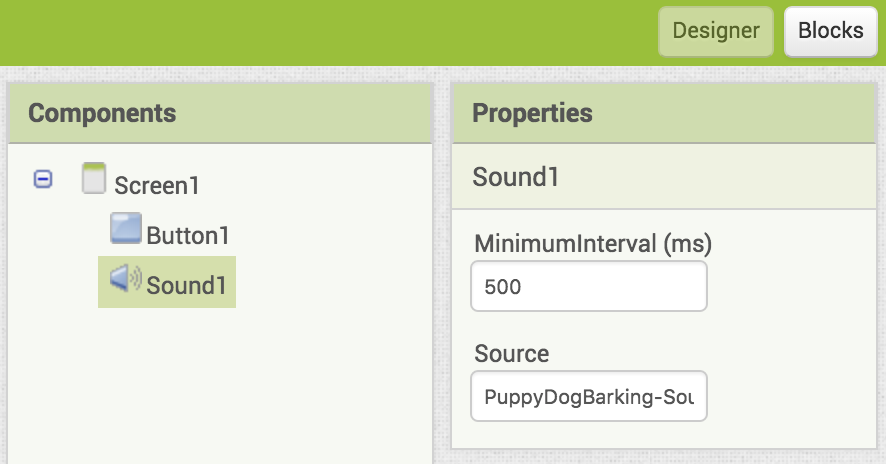 Designer
Blocks
Components
Screen1
Button1
Sound1
Properties
Sound1
MinimumInterval (ms)
500
Source
PuppyDogBarking-Sou